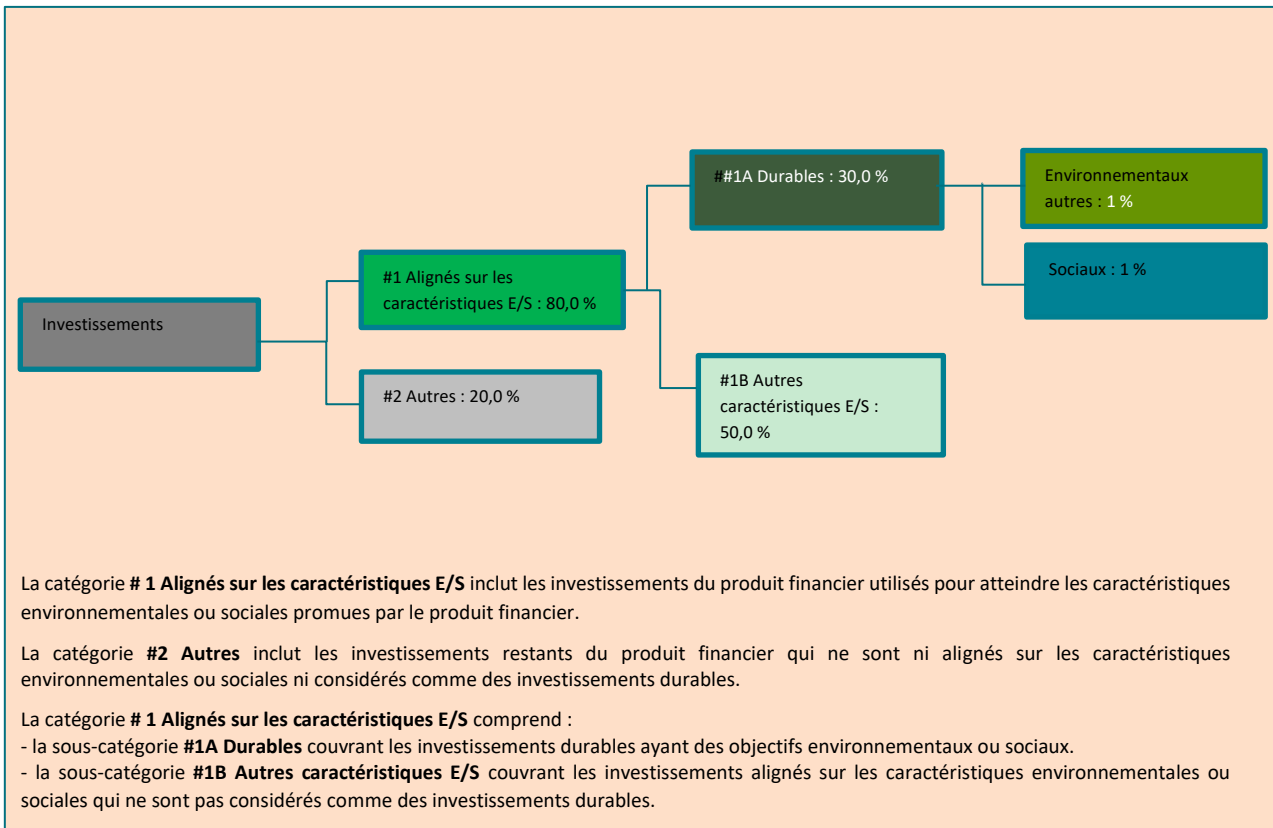 ##1A Durables : 30,0 %
Environnementaux
autres : 1 %
#1 Alignés sur les
caractéristiques E/S : 80,0 %
Sociaux : 1 %
Investissements
#2 Autres : 20,0 %
#1B Autres
caractéristiques E/S :
50,0 %
La catégorie # 1 Alignés sur les caractéristiques E/S inclut les investissements du produit financier utilisés pour atteindre les caractéristiques
environnementales ou sociales promues par le produit financier.
La catégorie #2 Autres inclut les investissements restants du produit financier qui ne sont ni alignés sur les caractéristiques
environnementales ou sociales ni considérés comme des investissements durables.
La catégorie # 1 Alignés sur les caractéristiques E/S comprend :
- la sous-catégorie #1A Durables couvrant les investissements durables ayant des objectifs environnementaux ou sociaux.
- la sous-catégorie #1B Autres caractéristiques E/S couvrant les investissements alignés sur les caractéristiques environnementales ou
sociales qui ne sont pas considérés comme des investissements durables.